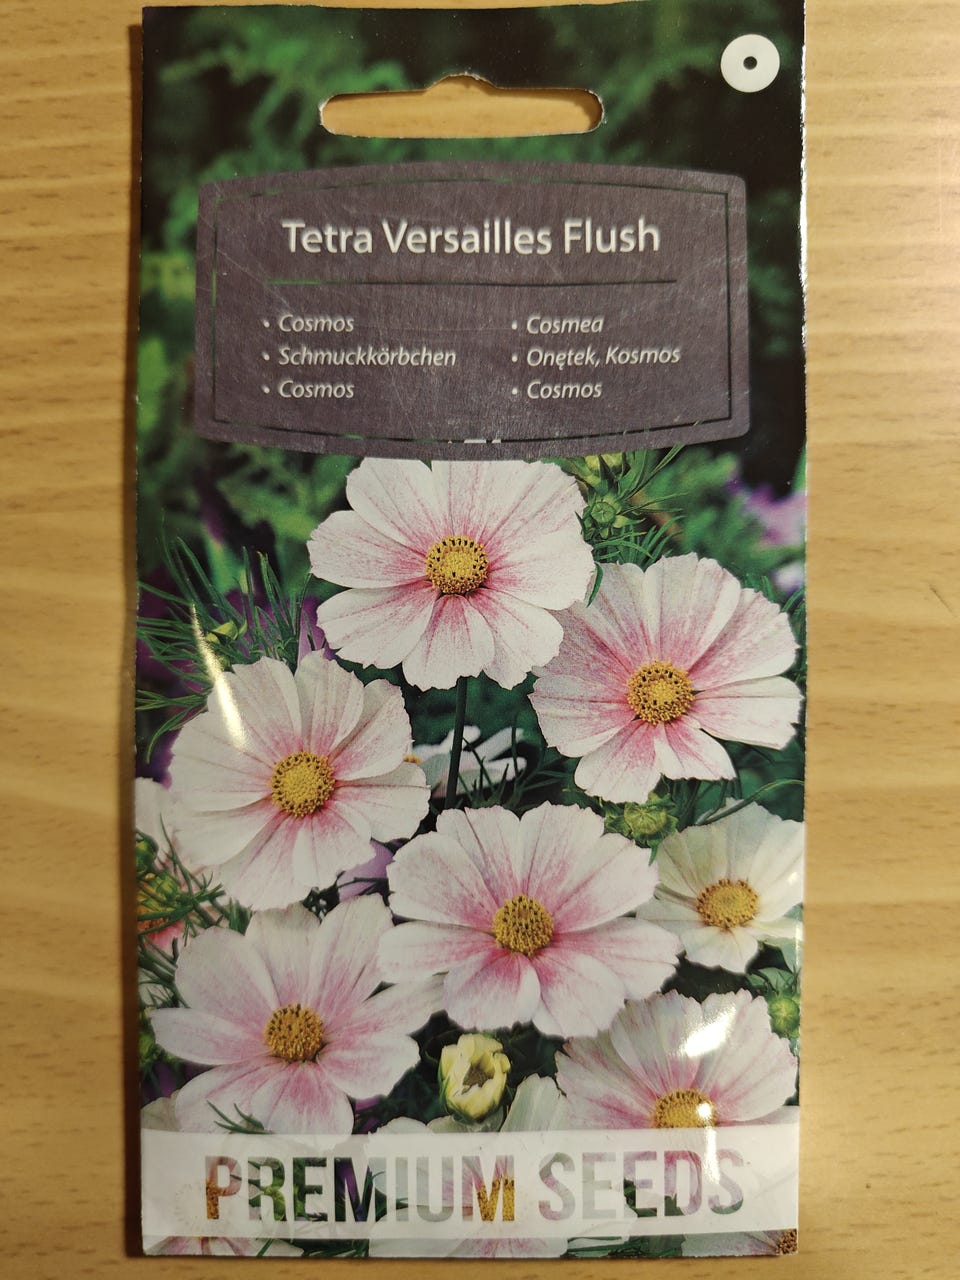 Tetra Versailles Flush
• Cosmos
• Schmuckkörbchen
• Cosmos
• Cosmea
• Onętek, Kosmos
• Cosmos
PREMIUM SEEDS